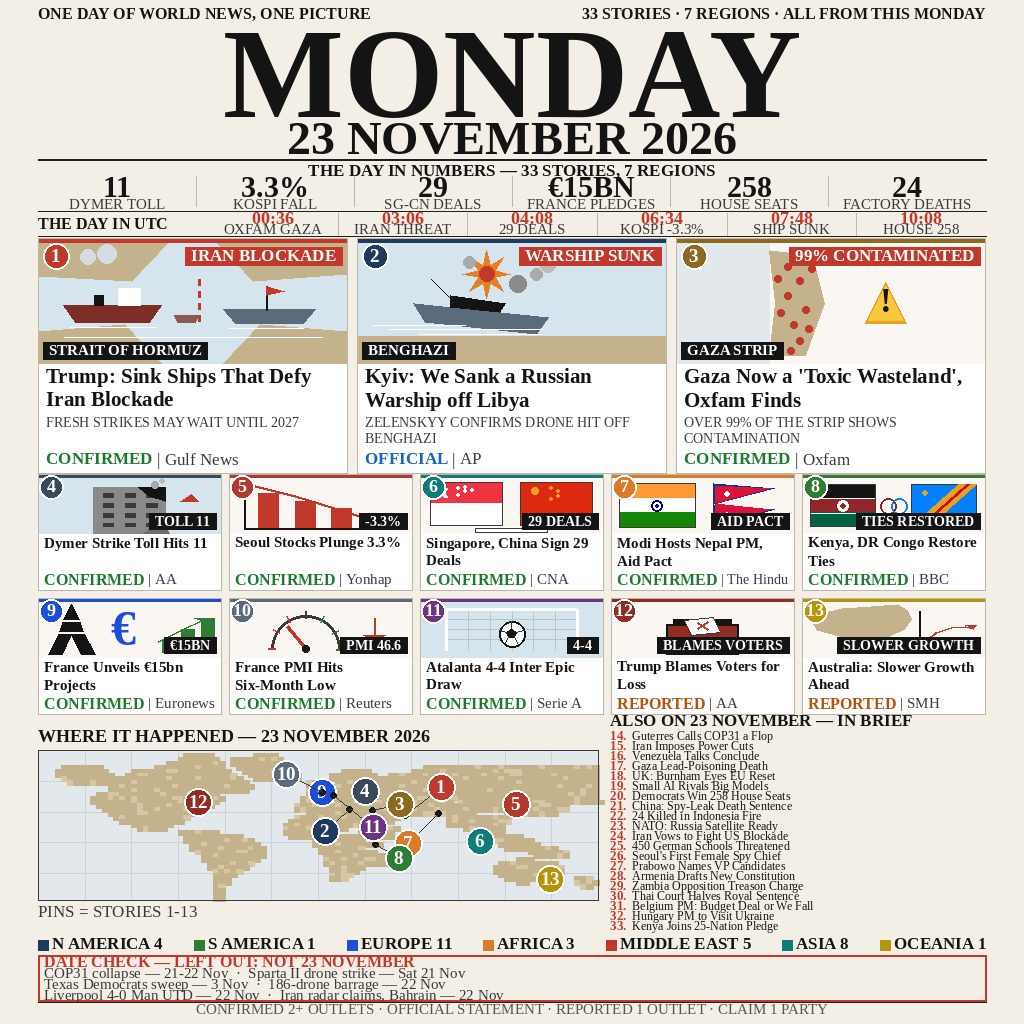 ONE DAY OF WORLD NEWS, ONE PICTURE
33 STORIES · 7 REGIONS · ALL FROM THIS MONDAY
MONDAY
23 NOVEMBER 2026
THE DAY IN NUMBERS — 33 STORIES, 7 REGIONS
11
DYMER TOLL
3.3%
KOSPI FALL
29
SG-CN DEALS
€15BN
FRANCE PLEDGES
258
HOUSE SEATS
24
FACTORY DEATHS
THE DAY IN UTC
00:36
OXFAM GAZA
03:06
IRAN THREAT
04:08
29 DEALS
06:34
KOSPI -3.3%
07:48
SHIP SUNK
10:08
HOUSE 258
1
IRAN BLOCKADE
STRAIT OF HORMUZ
Trump: Sink Ships That Defy
Iran Blockade
FRESH STRIKES MAY WAIT UNTIL 2027
CONFIRMED | Gulf News
2
WARSHIP SUNK
BENGHAZI
Kyiv: We Sank a Russian
Warship off Libya
ZELENSKYY CONFIRMS DRONE HIT OFF
BENGHAZI
OFFICIAL | AP
3
99% CONTAMINATED
!
GAZA STRIP
Gaza Now a 'Toxic Wasteland',
Oxfam Finds
OVER 99% OF THE STRIP SHOWS
CONTAMINATION
CONFIRMED | Oxfam
4
TOLL 11
Dymer Strike Toll Hits 11
CONFIRMED | AA
5
-3.3%
Seoul Stocks Plunge 3.3%
CONFIRMED | Yonhap
6
29 DEALS
Singapore, China Sign 29
Deals
CONFIRMED | CNA
7
AID PACT
Modi Hosts Nepal PM,
Aid Pact
CONFIRMED | The Hindu
8
TIES RESTORED
Kenya, DR Congo Restore
Ties
CONFIRMED | BBC
9
€
€15BN
France Unveils €15bn
Projects
CONFIRMED | Euronews
10
PMI 46.6
France PMI Hits
Six-Month Low
CONFIRMED | Reuters
11
4-4
Atalanta 4-4 Inter Epic
Draw
CONFIRMED | Serie A
12
BLAMES VOTERS
Trump Blames Voters for
Loss
REPORTED | AA
13
SLOWER GROWTH
Australia: Slower Growth
Ahead
REPORTED | SMH
WHERE IT HAPPENED — 23 NOVEMBER 2026
10
9
4
1
12
3
5
2
11
7
6
8
13
PINS = STORIES 1-13
ALSO ON 23 NOVEMBER — IN BRIEF
14. Guterres Calls COP31 a Flop
15. Iran Imposes Power Cuts
16. Venezuela Talks Conclude
17. Gaza Lead-Poisoning Death
18. UK: Burnham Eyes EU Reset
19. Small AI Rivals Big Models
20. Democrats Win 258 House Seats
21. China: Spy-Leak Death Sentence
22. 24 Killed in Indonesia Fire
23. NATO: Russia Satellite Ready
24. Iran Vows to Fight US Blockade
25. 450 German Schools Threatened
26. Seoul's First Female Spy Chief
27. Prabowo Names VP Candidates
28. Armenia Drafts New Constitution
29. Zambia Opposition Treason Charge
30. Thai Court Halves Royal Sentence
31. Belgium PM: Budget Deal or We Fall
32. Hungary PM to Visit Ukraine
33. Kenya Joins 25-Nation Pledge
N AMERICA 4
S AMERICA 1
EUROPE 11
AFRICA 3
MIDDLE EAST 5
ASIA 8
OCEANIA 1
DATE CHECK — LEFT OUT: NOT 23 NOVEMBER
COP31 collapse — 21-22 Nov · Sparta II drone strike — Sat 21 Nov
Texas Democrats sweep — 3 Nov · 186-drone barrage — 22 Nov
Liverpool 4-0 Man UTD — 22 Nov · Iran radar claims, Bahrain — 22 Nov
CONFIRMED 2+ OUTLETS · OFFICIAL STATEMENT · REPORTED 1 OUTLET · CLAIM 1 PARTY